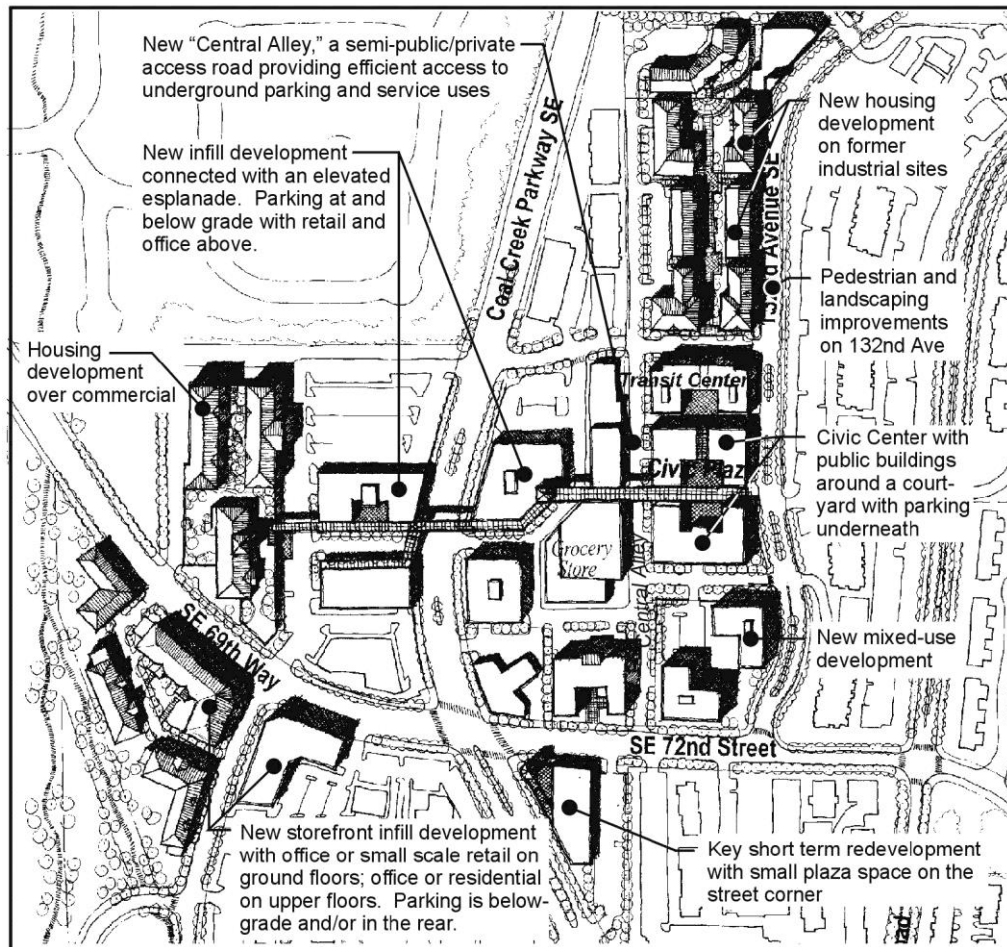 New “Central Alley,” a semi-public/private
access road providing efficient access to
underground parking and service uses
New infill development
connected with an elevated
esplanade. Parking at and
below grade with retail and
office above.
Coal Creek Parkway SE
New housing
development
on former
industrial sites
Avenue SE
Pedestrian and
landscaping
improvements
on 132nd Ave
Housing
development
over commercial
Transit Center
Civic Plaz
Civic Center with
public buildings
around a court-
yard with parking
underneath
Grocery
Store
Central Alley
New mixed-use
development
SE 69th Way
SE 72nd Street
New storefront infill development
with office or small scale retail on
ground floors; office or residential
on upper floors. Parking is below-
grade and/or in the rear.
Key short term redevelopment
with small plaza space on the
street corner